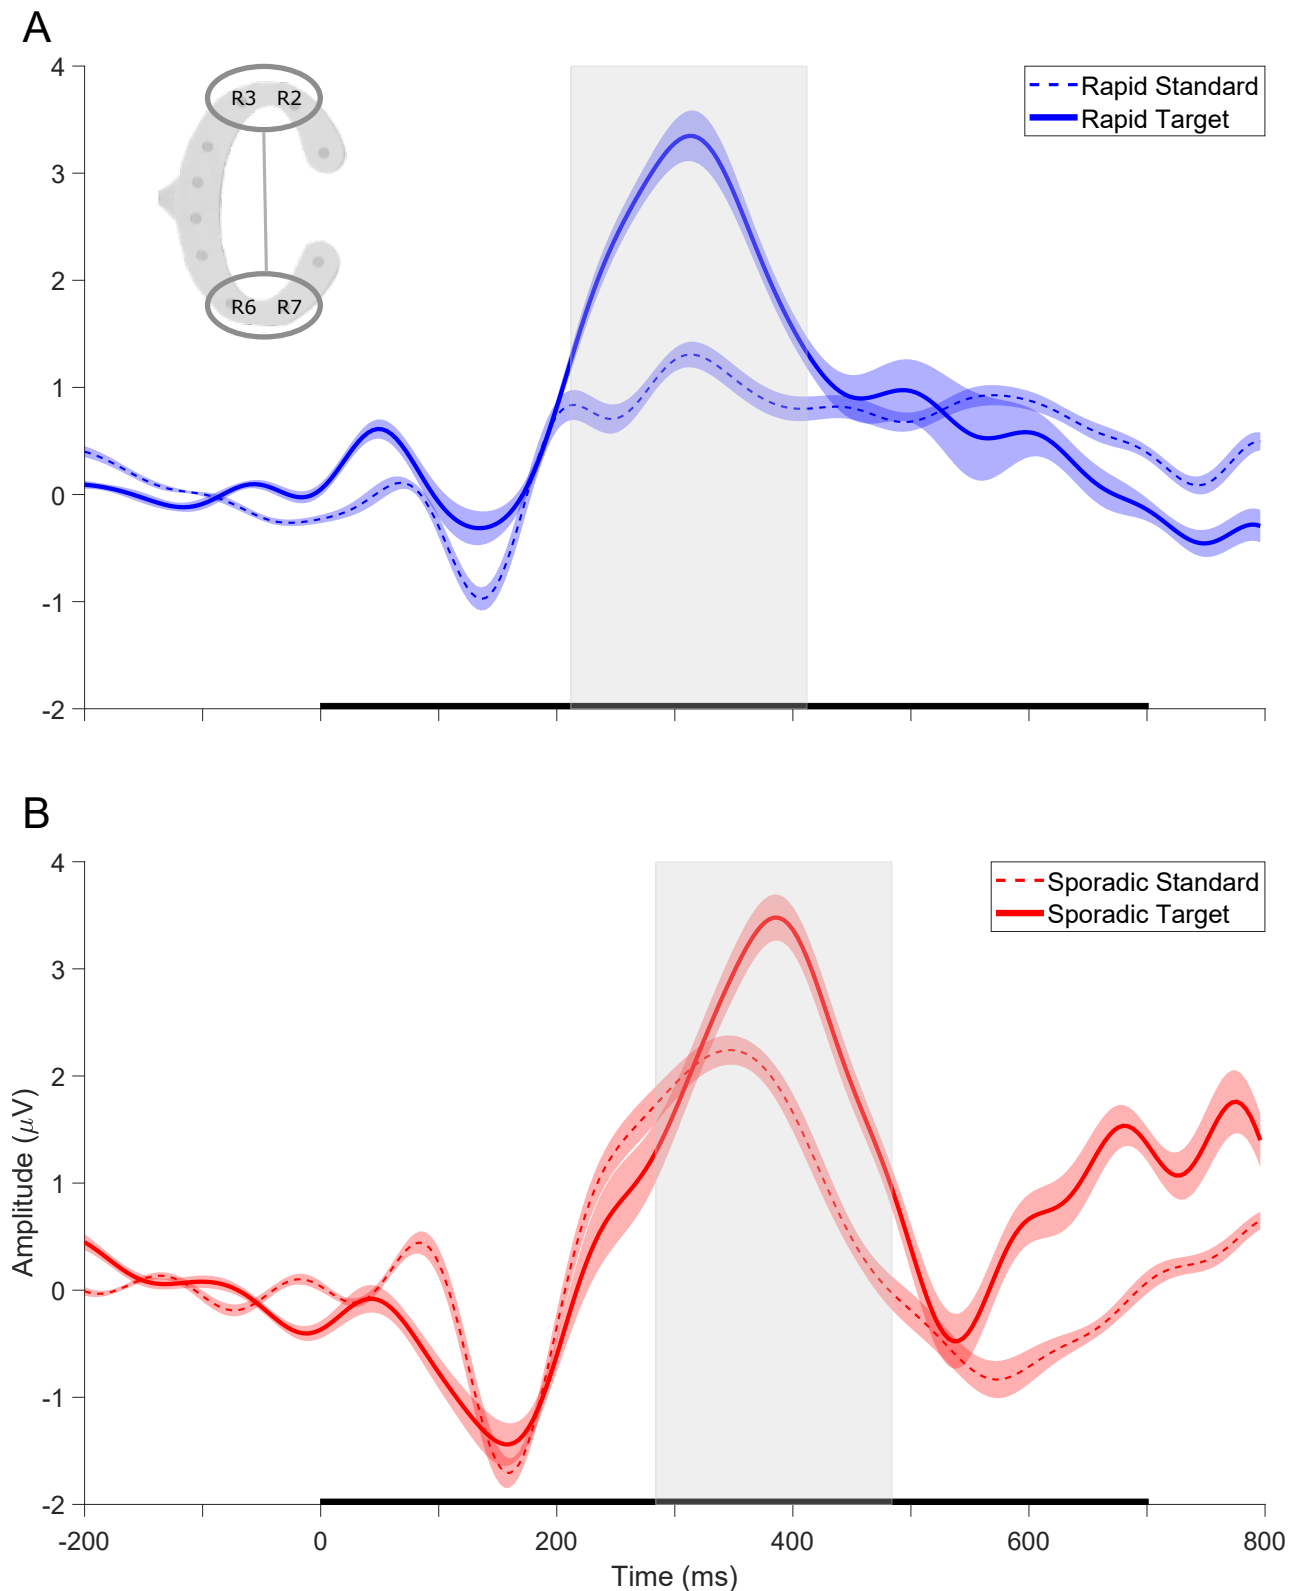 A
4
3
2
1
0
-1
-2
R3 R2
R6 R7
Rapid Standard
Rapid Target
B
4
3
2
1
0
-1
-2
Amplitude (μV)
Sporadic Standard
Sporadic Target
-200 0 200 400 600 800
Time (ms)